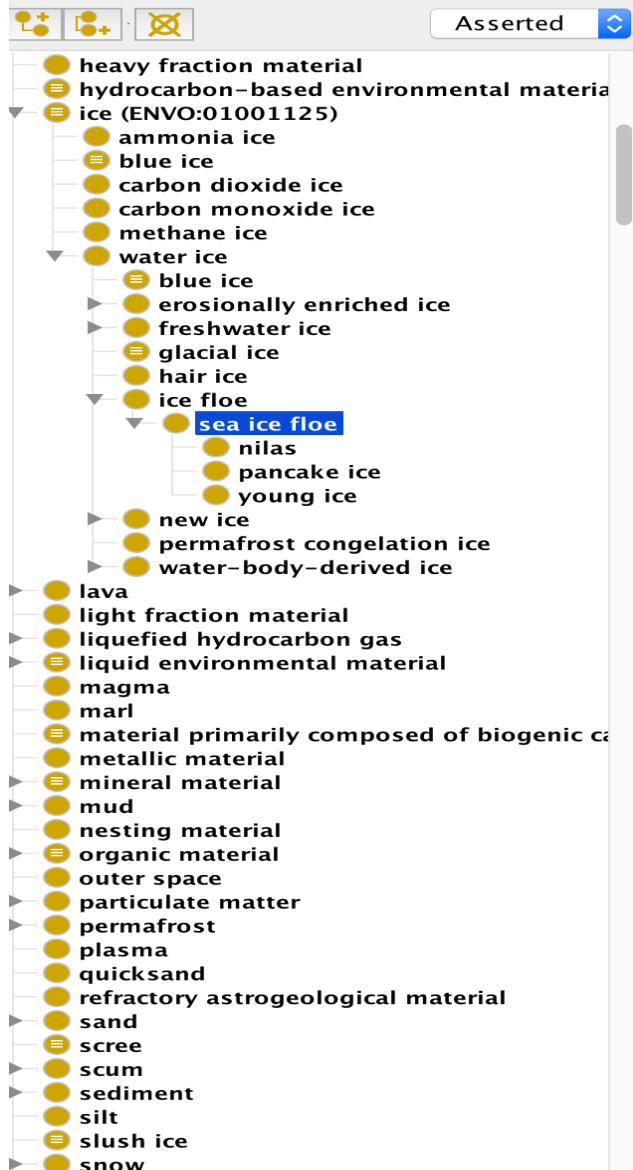 Asserted
heavy fraction material
hydrocarbon-based environmental materia
ice (ENVO:01001125)
ammonia ice
blue ice
carbon dioxide ice
carbon monoxide ice
methane ice
water ice
blue ice
erosionally enriched ice
freshwater ice
glacial ice
hair ice
ice floe
sea ice floe
nilas
pancake ice
young ice
new ice
permafrost congelation ice
water-body-derived ice
lava
light fraction material
liquefied hydrocarbon gas
liquid environmental material
magma
marl
material primarily composed of biogenic ca
metallic material
mineral material
mud
nesting material
organic material
outer space
particulate matter
permafrost
plasma
quicksand
refractory astrogeological material
sand
scree
scum
sediment
silt
slush ice
snow